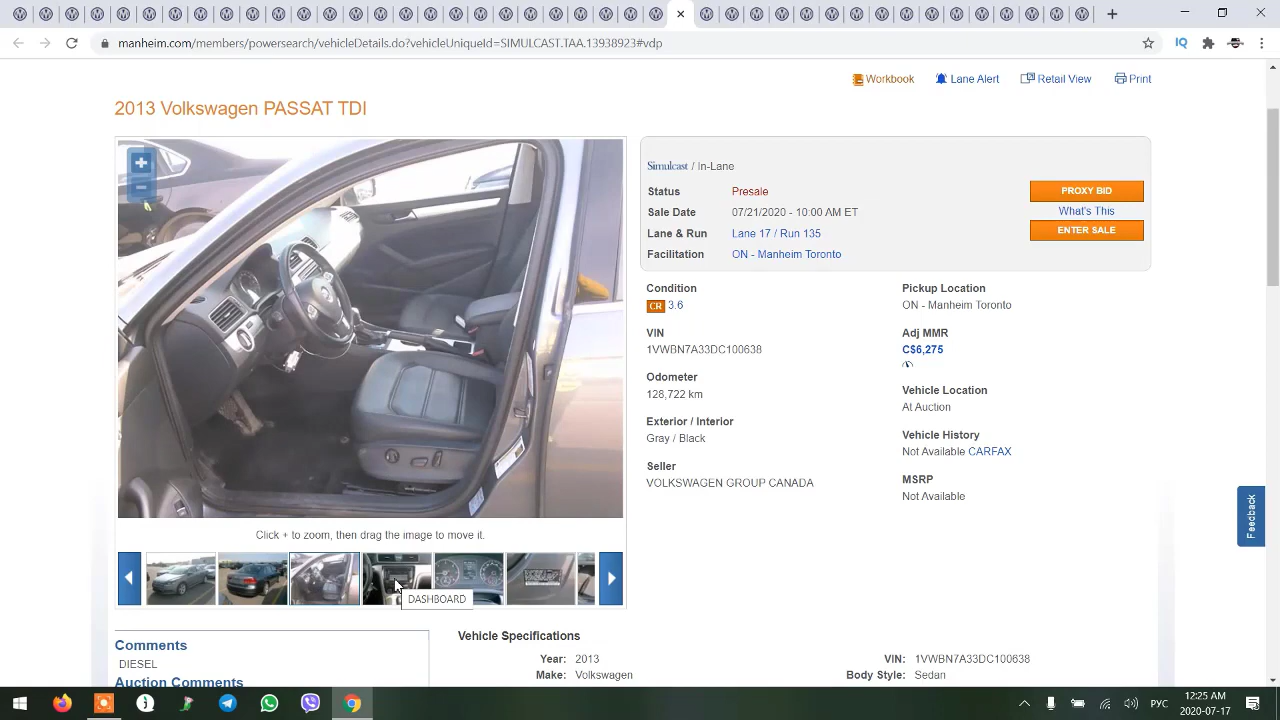 manheim.com/members/powersearch/vehicleDetails.do?vehicleUniqueId=SIMULCAST.TAA.13938923#vdp
IQ
Workbook
Lane Alert
Retail View
Print
2013 Volkswagen PASSAT TDI
Simulcast / In-Lane
Status Presale
PROXY BID
Sale Date 07/21/2020 - 10:00 AM ET
What's This
Lane & Run Lane 17 / Run 135
ENTER SALE
Facilitation ON - Manheim Toronto
Condition
CR 3.6
Pickup Location
ON - Manheim Toronto
VIN
1VWBN7A33DC100638
Adj MMR
C$6,275
Odometer
128,722 km
Vehicle Location
At Auction
Exterior / Interior
Gray / Black
Vehicle History
Not Available CARFAX
Seller
VOLKSWAGEN GROUP CANADA
MSRP
Not Available
Feedback
Click + to zoom, then drag the image to move it.
DASHBOARD
Comments
DIESEL
Auction Comments
Vehicle Specifications
Year: 2013
VIN: 1VWBN7A33DC100638
Make: Volkswagen
Body Style: Sedan
РУС
12:25 AM
2020-07-17